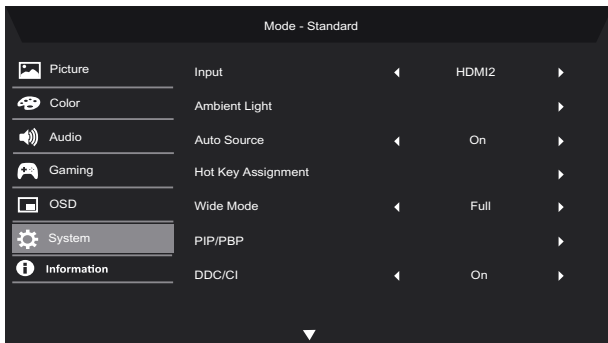 Mode - Standard
Picture
Input HDMI2
Color
Ambient Light
Audio
Auto Source On
Gaming
Hot Key Assignment
OSD
Wide Mode Full
System
PIP/PBP
Information
DDC/CI On